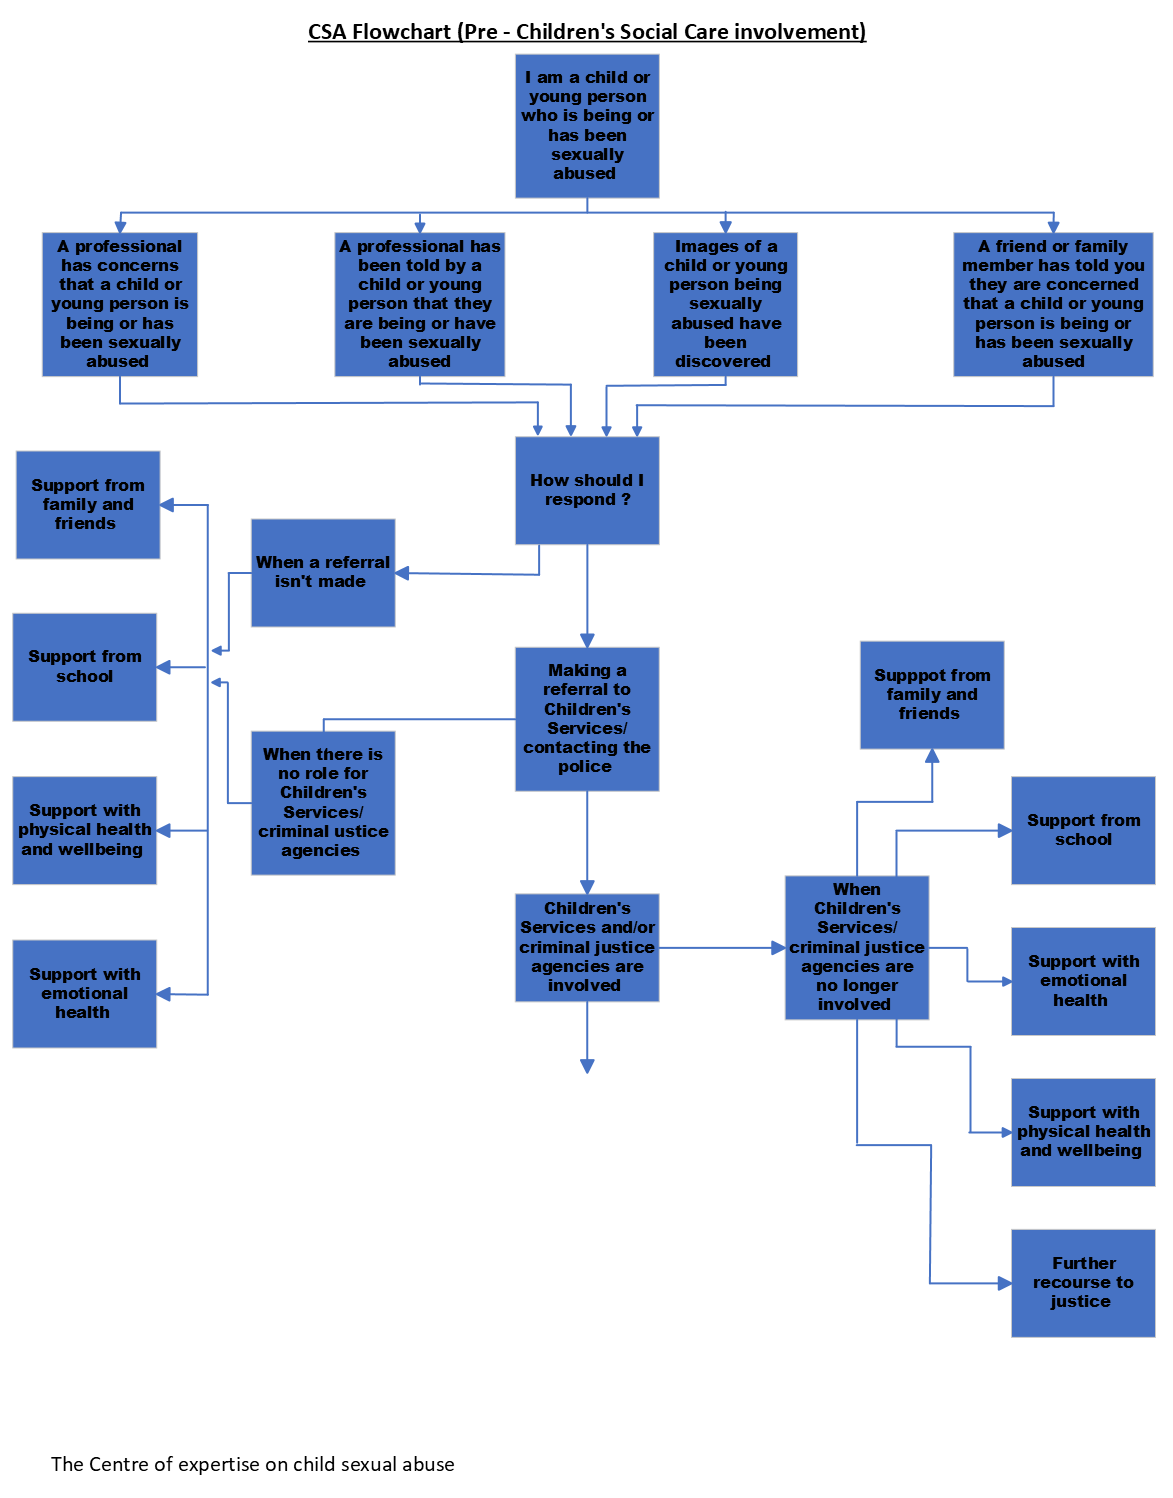 CSA Flowchart (Pre - Children's Social Care involvement)
I am a child or
young person
who is being or
has been
sexually
abused
A professional
has concerns
that a child or
young person is
being or has
been sexually
abused
A professional has
been told by a
child or young
person that they
are being or have
been sexually
abused
Images of a
child or young
person being
sexually
abused have
been
discovered
A friend or family
member has told you
they are concerned
that a child or young
person is being or
has been sexually
abused
How should I
respond ?
Support from
family and
friends
When a referral
isn't made
Support from
school
Making a
referral to
Children's
Services/
contacting the
police
Supppot from
family and
friends
When there is
no role for
Children's
Services/
criminal ustice
agencies
Support with
physical health
and wellbeing
Support from
school
Children's
Services and/or
criminal justice
agencies are
involved
When
Children's
Services/
criminal justice
agencies are
no longer
involved
Support with
emotional
health
Support with
emotional
health
Support with
physical health
and wellbeing
Further
recourse to
justice
The Centre of expertise on child sexual abuse